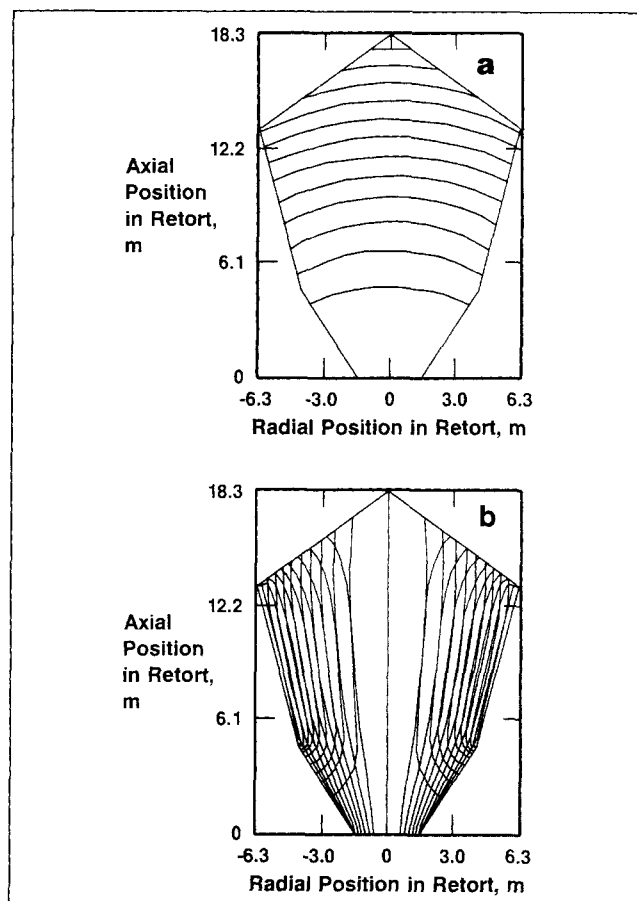 18.3
a
12.2
Axial
Position
in Retort,
m
6.1
0
-6.3 -3.0 0 3.0 6.3
Radial Position in Retort, m
18.3
b
12.2
Axial
Position
in Retort,
m
6.1
0
-6.3 -3.0 0 3.0 6.3
Radial Position in Retort, m